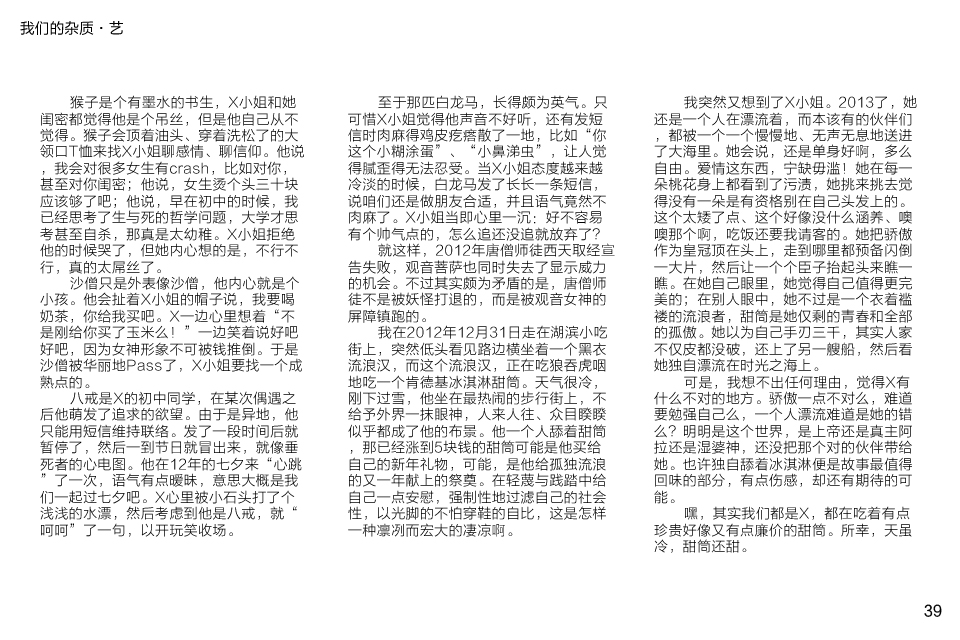 我们的杂质·艺
猴子是个有墨水的书生，X小姐和她
闺密都觉得他是个吊丝，但是他自己从不
觉得。猴子会顶着油头、穿着洗松了的大
领口T恤来找X小姐聊感情、聊信仰。他说
，我会对很多女生有crash，比如对你，
甚至对你闺密；他说，女生烫个头三十块
应该够了吧；他说，早在初中的时候，我
已经思考了生与死的哲学问题，大学才思
考甚至自杀，那真是太幼稚。X小姐拒绝
他的时候哭了，但她内心想的是，不行不
行，真的太屌丝了。
沙僧只是外表像沙僧，他内心就是个
小孩。他会扯着X小姐的帽子说，我要喝
奶茶，你给我买吧。X一边心里想着“不
是刚给你买了玉米么！”一边笑着说好吧
好吧，因为女神形象不可被钱推倒。于是
沙僧被华丽地Pass了，X小姐要找一个成
熟点的。
八戒是X的初中同学，在某次偶遇之
后他萌发了追求的欲望。由于是异地，他
只能用短信维持联络。发了一段时间后就
暂停了，然后一到节日就冒出来，就像垂
死者的心电图。他在12年的七夕来“心跳
”了一次，语气有点暧昧，意思大概是我
们一起过七夕吧。X心里被小石头打了个
浅浅的水漂，然后考虑到他是八戒，就“
呵呵”了一句，以开玩笑收场。
至于那匹白龙马，长得颇为英气。只
可惜X小姐觉得他声音不好听，还有发短
信时肉麻得鸡皮疙瘩散了一地，比如“你
这个小糊涂蛋”、“小鼻涕虫”，让人觉
得腻歪得无法忍受。当X小姐态度越来越
冷淡的时候，白龙马发了长长一条短信，
说咱们还是做朋友合适，并且语气竟然不
肉麻了。X小姐当即心里一沉：好不容易
有个帅气点的，怎么追还没追就放弃了？
就这样，2012年唐僧师徒西天取经宣
告失败，观音菩萨也同时失去了显示威力
的机会。不过其实颇为矛盾的是，唐僧师
徒不是被妖怪打退的，而是被观音女神的
屏障镇跑的。
我在2012年12月31日走在湖滨小吃
街上，突然低头看见路边横坐着一个黑衣
流浪汉，而这个流浪汉，正在吃狼吞虎咽
地吃一个肯德基冰淇淋甜筒。天气很冷，
刚下过雪，他坐在最热闹的步行街上，不
给予外界一抹眼神，人来人往、众目睽睽
似乎都成了他的布景。他一个人舔着甜筒
，那已经涨到5块钱的甜筒可能是他买给
自己的新年礼物，可能，是他给孤独流浪
的又一年献上的祭奠。在轻蔑与践踏中给
自己一点安慰，强制性地过滤自己的社会
性，以光脚的不怕穿鞋的自比，这是怎样
一种凛冽而宏大的凄凉啊。
我突然又想到了X小姐。2013了，她
还是一个人在漂流着，而本该有的伙伴们
，都被一个一个慢慢地、无声无息地送进
了大海里。她会说，还是单身好啊，多么
自由。爱情这东西，宁缺毋滥！她在每一
朵桃花身上都看到了污渍，她挑来挑去觉
得没有一朵是有资格别在自己头发上的。
这个太矮了点、这个好像没什么涵养、噢
噢那个啊，吃饭还要我请客的。她把骄傲
作为皇冠顶在头上，走到哪里都预备闪倒
一大片，然后让一个个臣子抬起头来瞧一
瞧。在她自己眼里，她觉得自己值得更完
美的；在别人眼中，她不过是一个衣着褴
褛的流浪者，甜筒是她仅剩的青春和全部
的孤傲。她以为自己手刃三千，其实人家
不仅皮都没破，还上了另一艘船，然后看
她独自漂流在时光之海上。
可是，我想不出任何理由，觉得X有
什么不对的地方。骄傲一点不对么，难道
要勉强自己么，一个人漂流难道是她的错
么？明明是这个世界，是上帝还是真主阿
拉还是湿婆神，还没把那个对的伙伴带给
她。也许独自舔着冰淇淋便是故事最值得
回味的部分，有点伤感，却还有期待的可
能。
嘿，其实我们都是X，都在吃着有点
珍贵好像又有点廉价的甜筒。所幸，天虽
冷，甜筒还甜。
39